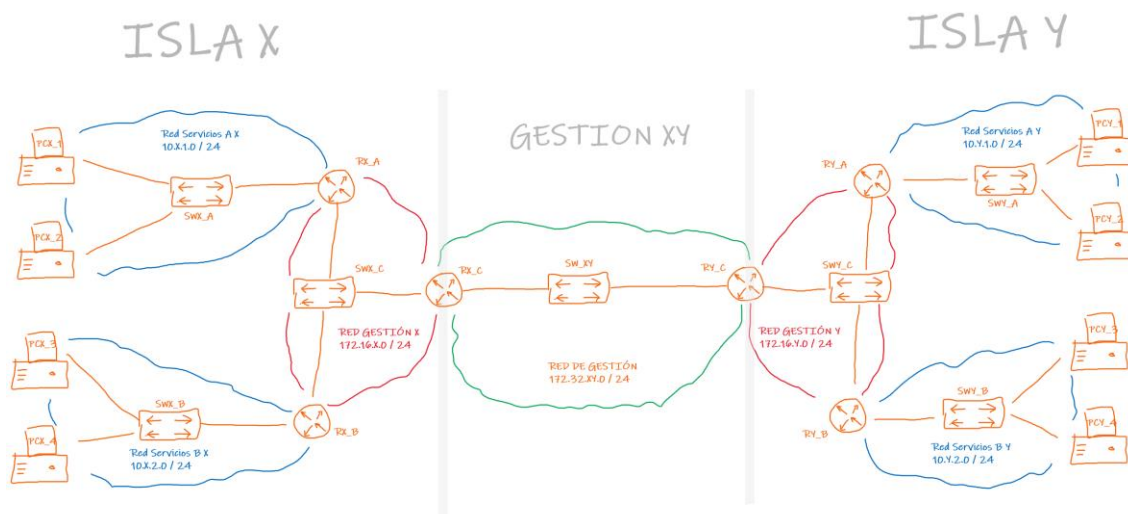 ISLA X
ISLA Y
GESTION XY
PCX_1
Red Servicios A X
10.X.1.0 / 24
RX_A
SWX_A
PCX_2
SWX_C
RX_C
RED GESTIÓN X
172.16.X.0 / 24
PCX_3
SWX_B
PCX_4
Red Servicios B X
10.X.2.0 / 24
RX_B
SW_XY
RED DE GESTIÓN
172.32.XY.0 / 24
RY_A
Red Servicios A Y
10.Y.1.0 / 24
PCY_1
SWY_A
PCY_2
RY_C
SWY_C
RED GESTIÓN Y
172.16.Y.0 / 24
PCY_3
SWY_B
RY_B
PCY_4
Red Servicios B Y
10.Y.2.0 / 24